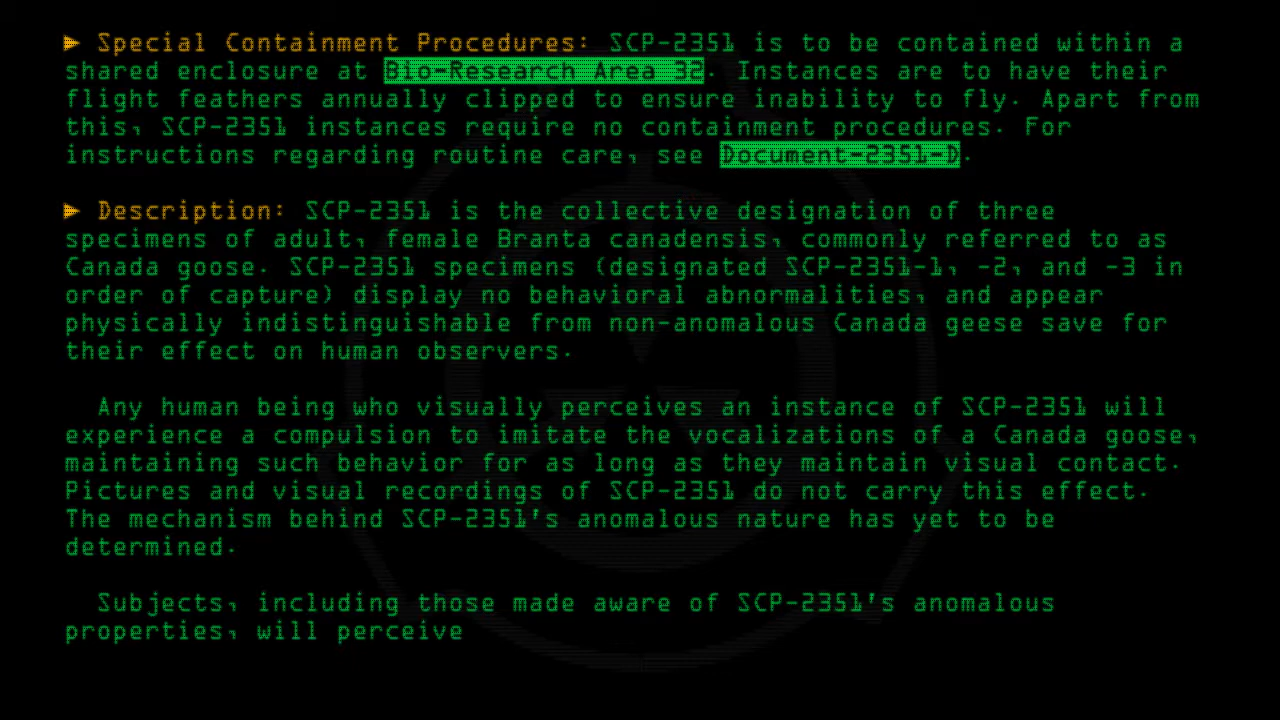 ► Special Containment Procedures: SCP-2351 is to be contained within a
shared enclosure at Bio-Research Area 32. Instances are to have their
flight feathers annually clipped to ensure inability to fly. Apart from
this, SCP-2351 instances require no containment procedures. For
instructions regarding routine care, see Document-2351-D.
► Description: SCP-2351 is the collective designation of three
specimens of adult, female Branta canadensis, commonly referred to as
Canada goose. SCP-2351 specimens (designated SCP-2351-1, -2, and -3 in
order of capture) display no behavioral abnormalities, and appear
physically indistinguishable from non-anomalous Canada geese save for
their effect on human observers.
Any human being who visually perceives an instance of SCP-2351 will
experience a compulsion to imitate the vocalizations of a Canada goose,
maintaining such behavior for as long as they maintain visual contact.
Pictures and visual recordings of SCP-2351 do not carry this effect.
The mechanism behind SCP-2351's anomalous nature has yet to be
determined.
Subjects, including those made aware of SCP-2351's anomalous
properties, will perceive